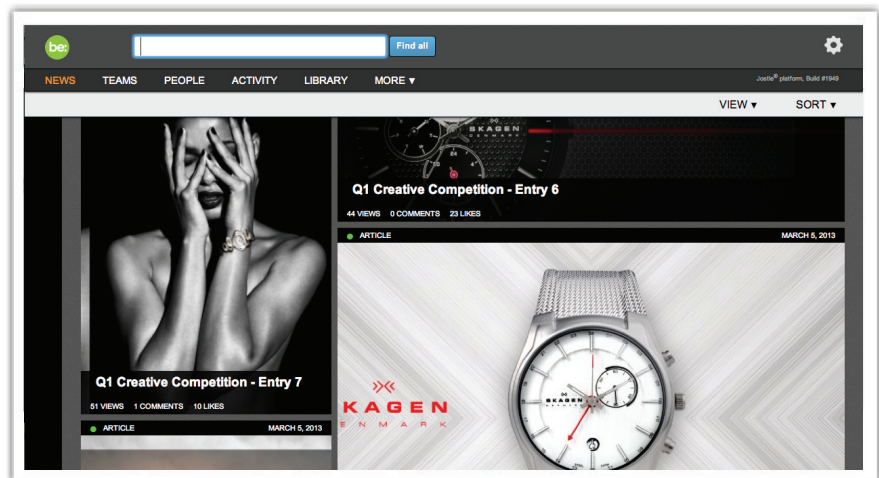 be:
Find all
NEWS TEAMS PEOPLE ACTIVITY LIBRARY MORE ▼
Jostle® platform, Build #1949
VIEW ▼ SORT ▼
SKAGEN
DENMARK
Q1 Creative Competition - Entry 6
44 VIEWS 0 COMMENTS 23 LIKES
ARTICLE MARCH 5, 2013
Q1 Creative Competition - Entry 7
51 VIEWS 1 COMMENTS 10 LIKES
ARTICLE MARCH 5, 2013
KAGEN
ENMARK
SKAGEN
DENMARK